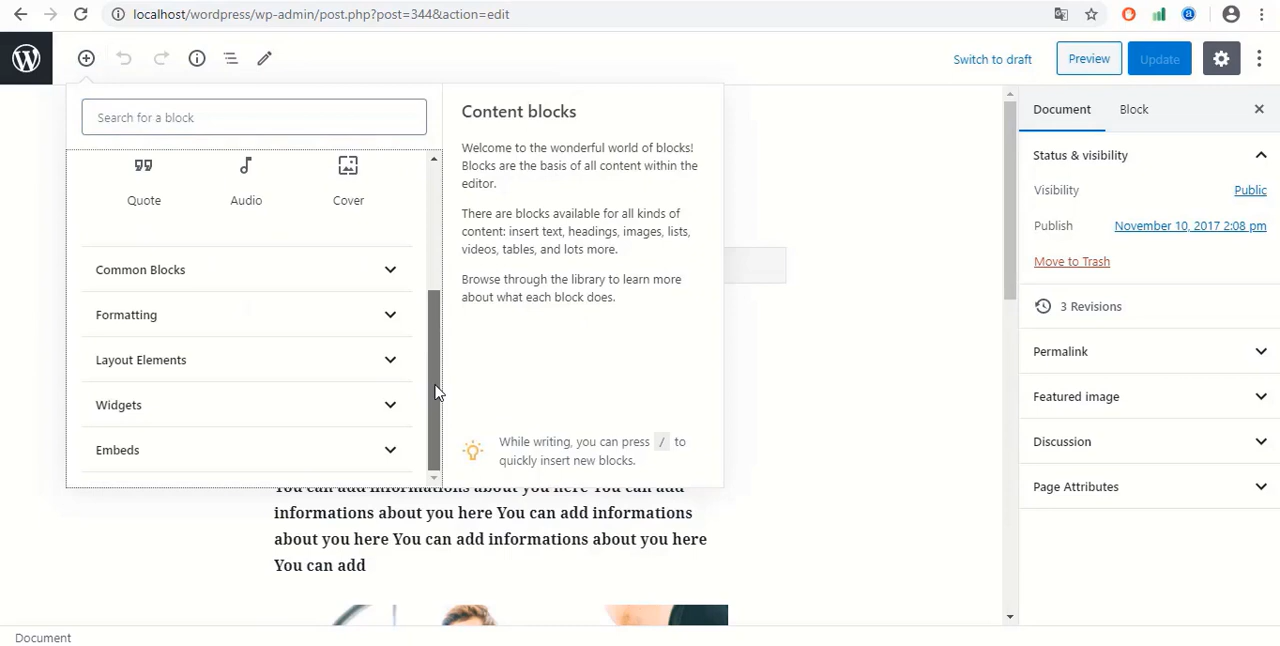 localhost/wordpress/wp-admin/post.php?post=344&action=edit
Switch to draft
Preview
Update
Search for a block
Quote
Audio
Cover
Common Blocks
Formatting
Layout Elements
Widgets
Embeds
Content blocks
Welcome to the wonderful world of blocks!
Blocks are the basis of all content within the
editor.
There are blocks available for all kinds of
content: insert text, headings, images, lists,
videos, tables, and lots more.
Browse through the library to learn more
about what each block does.
While writing, you can press / to
quickly insert new blocks.
You can add informations about you here You can add
informations about you here You can add informations
about you here You can add informations about you here
You can add
Document
Block
Status & visibility
Visibility
Public
Publish
November 10, 2017 2:08 pm
Move to Trash
3 Revisions
Permalink
Featured image
Discussion
Page Attributes
Document